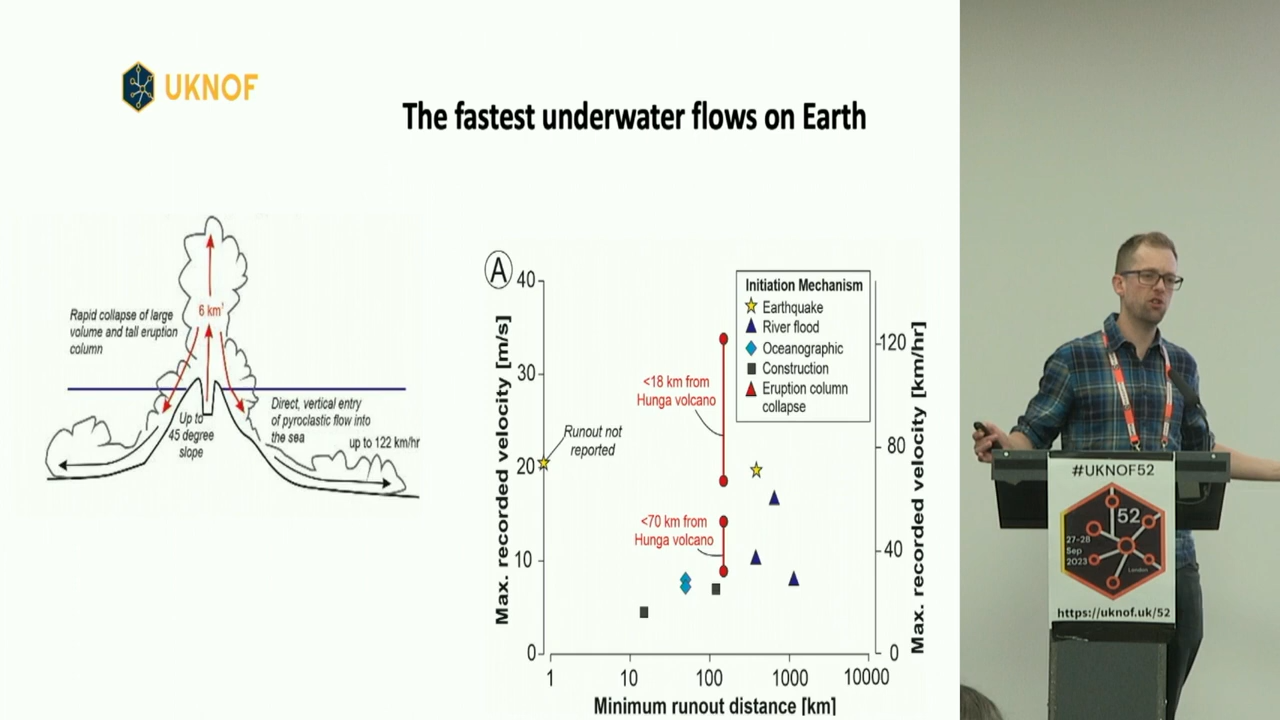 UKNOF
The fastest underwater flows on Earth
Rapid collapse of large
volume and tall eruption
column
6 km³
Up to
45 degree
slope
Direct, vertical entry
of pyroclastic flow into
the sea
up to 122 km/hr
A
Max. recorded velocity [m/s]
40
30
20
10
0
Runout not
reported
<18 km from
Hunga volcano
<70 km from
Hunga volcano
Initiation Mechanism
Earthquake
River flood
Oceanographic
Construction
Eruption column
collapse
120
80
40
0
Max. recorded velocity [km/hr]
1
10
100
1000
10000
Minimum runout distance [km]
#UKNOF52
52
27-28
Sep
2023
London
https://uknof.uk/52